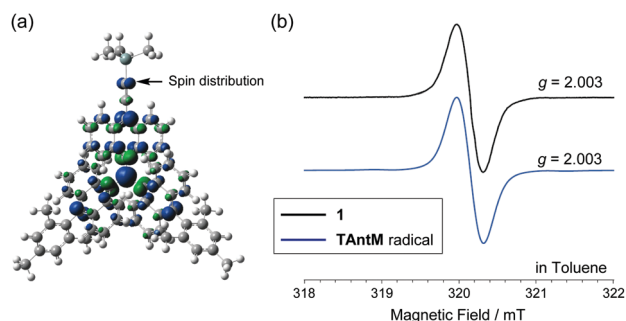 (a)
Spin distribution
(b)
g = 2.003
g = 2.003
1
TAntM radical
in Toluene
318 319 320 321 322
Magnetic Field / mT